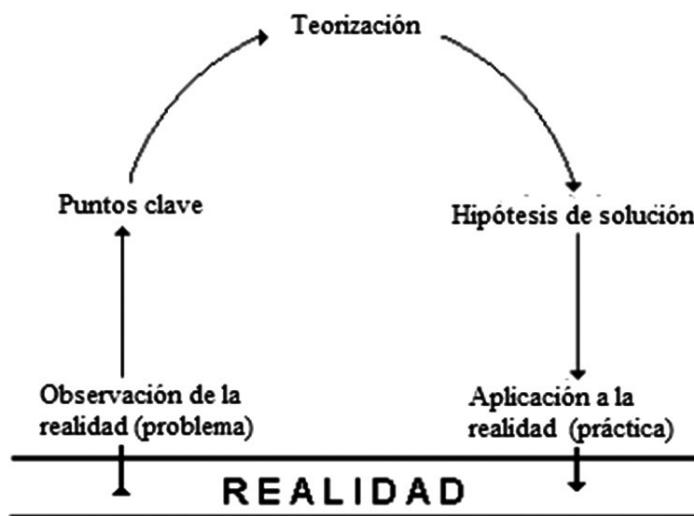 Teorización
Puntos clave
Hipótesis de solución
Observación de la
realidad (problema)
Aplicación a la
realidad (práctica)
REALIDAD